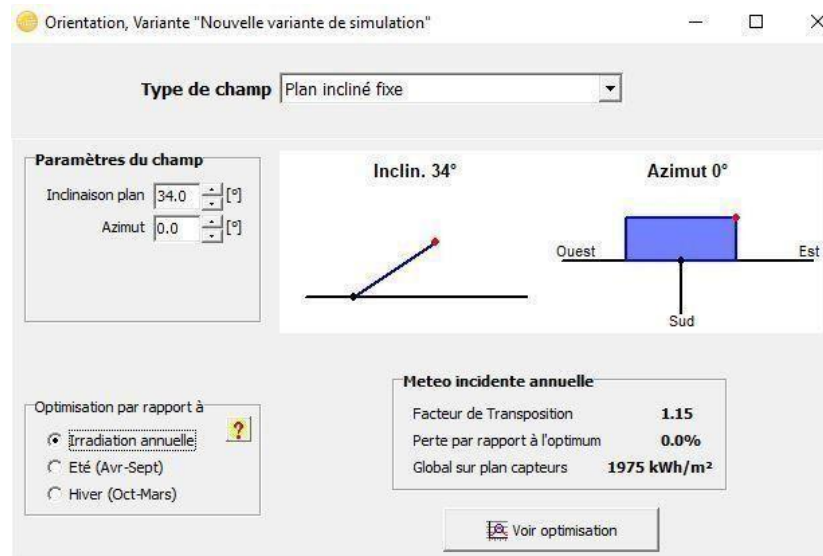 Orientation, Variante "Nouvelle variante de simulation"
Type de champ Plan incliné fixe
Paramètres du champ
Inclinaison plan 34.0 [°]
Azimut 0.0 [°]
Inclin. 34°
Azimut 0°
Ouest
Est
Sud
Optimisation par rapport à
?
Irradiation annuelle
Eté (Avr-Sept)
Hiver (Oct-Mars)
Meteo incidente annuelle
Facteur de Transposition 1.15
Perte par rapport à l'optimum 0.0%
Global sur plan capteurs 1975 kWh/m²
Voir optimisation